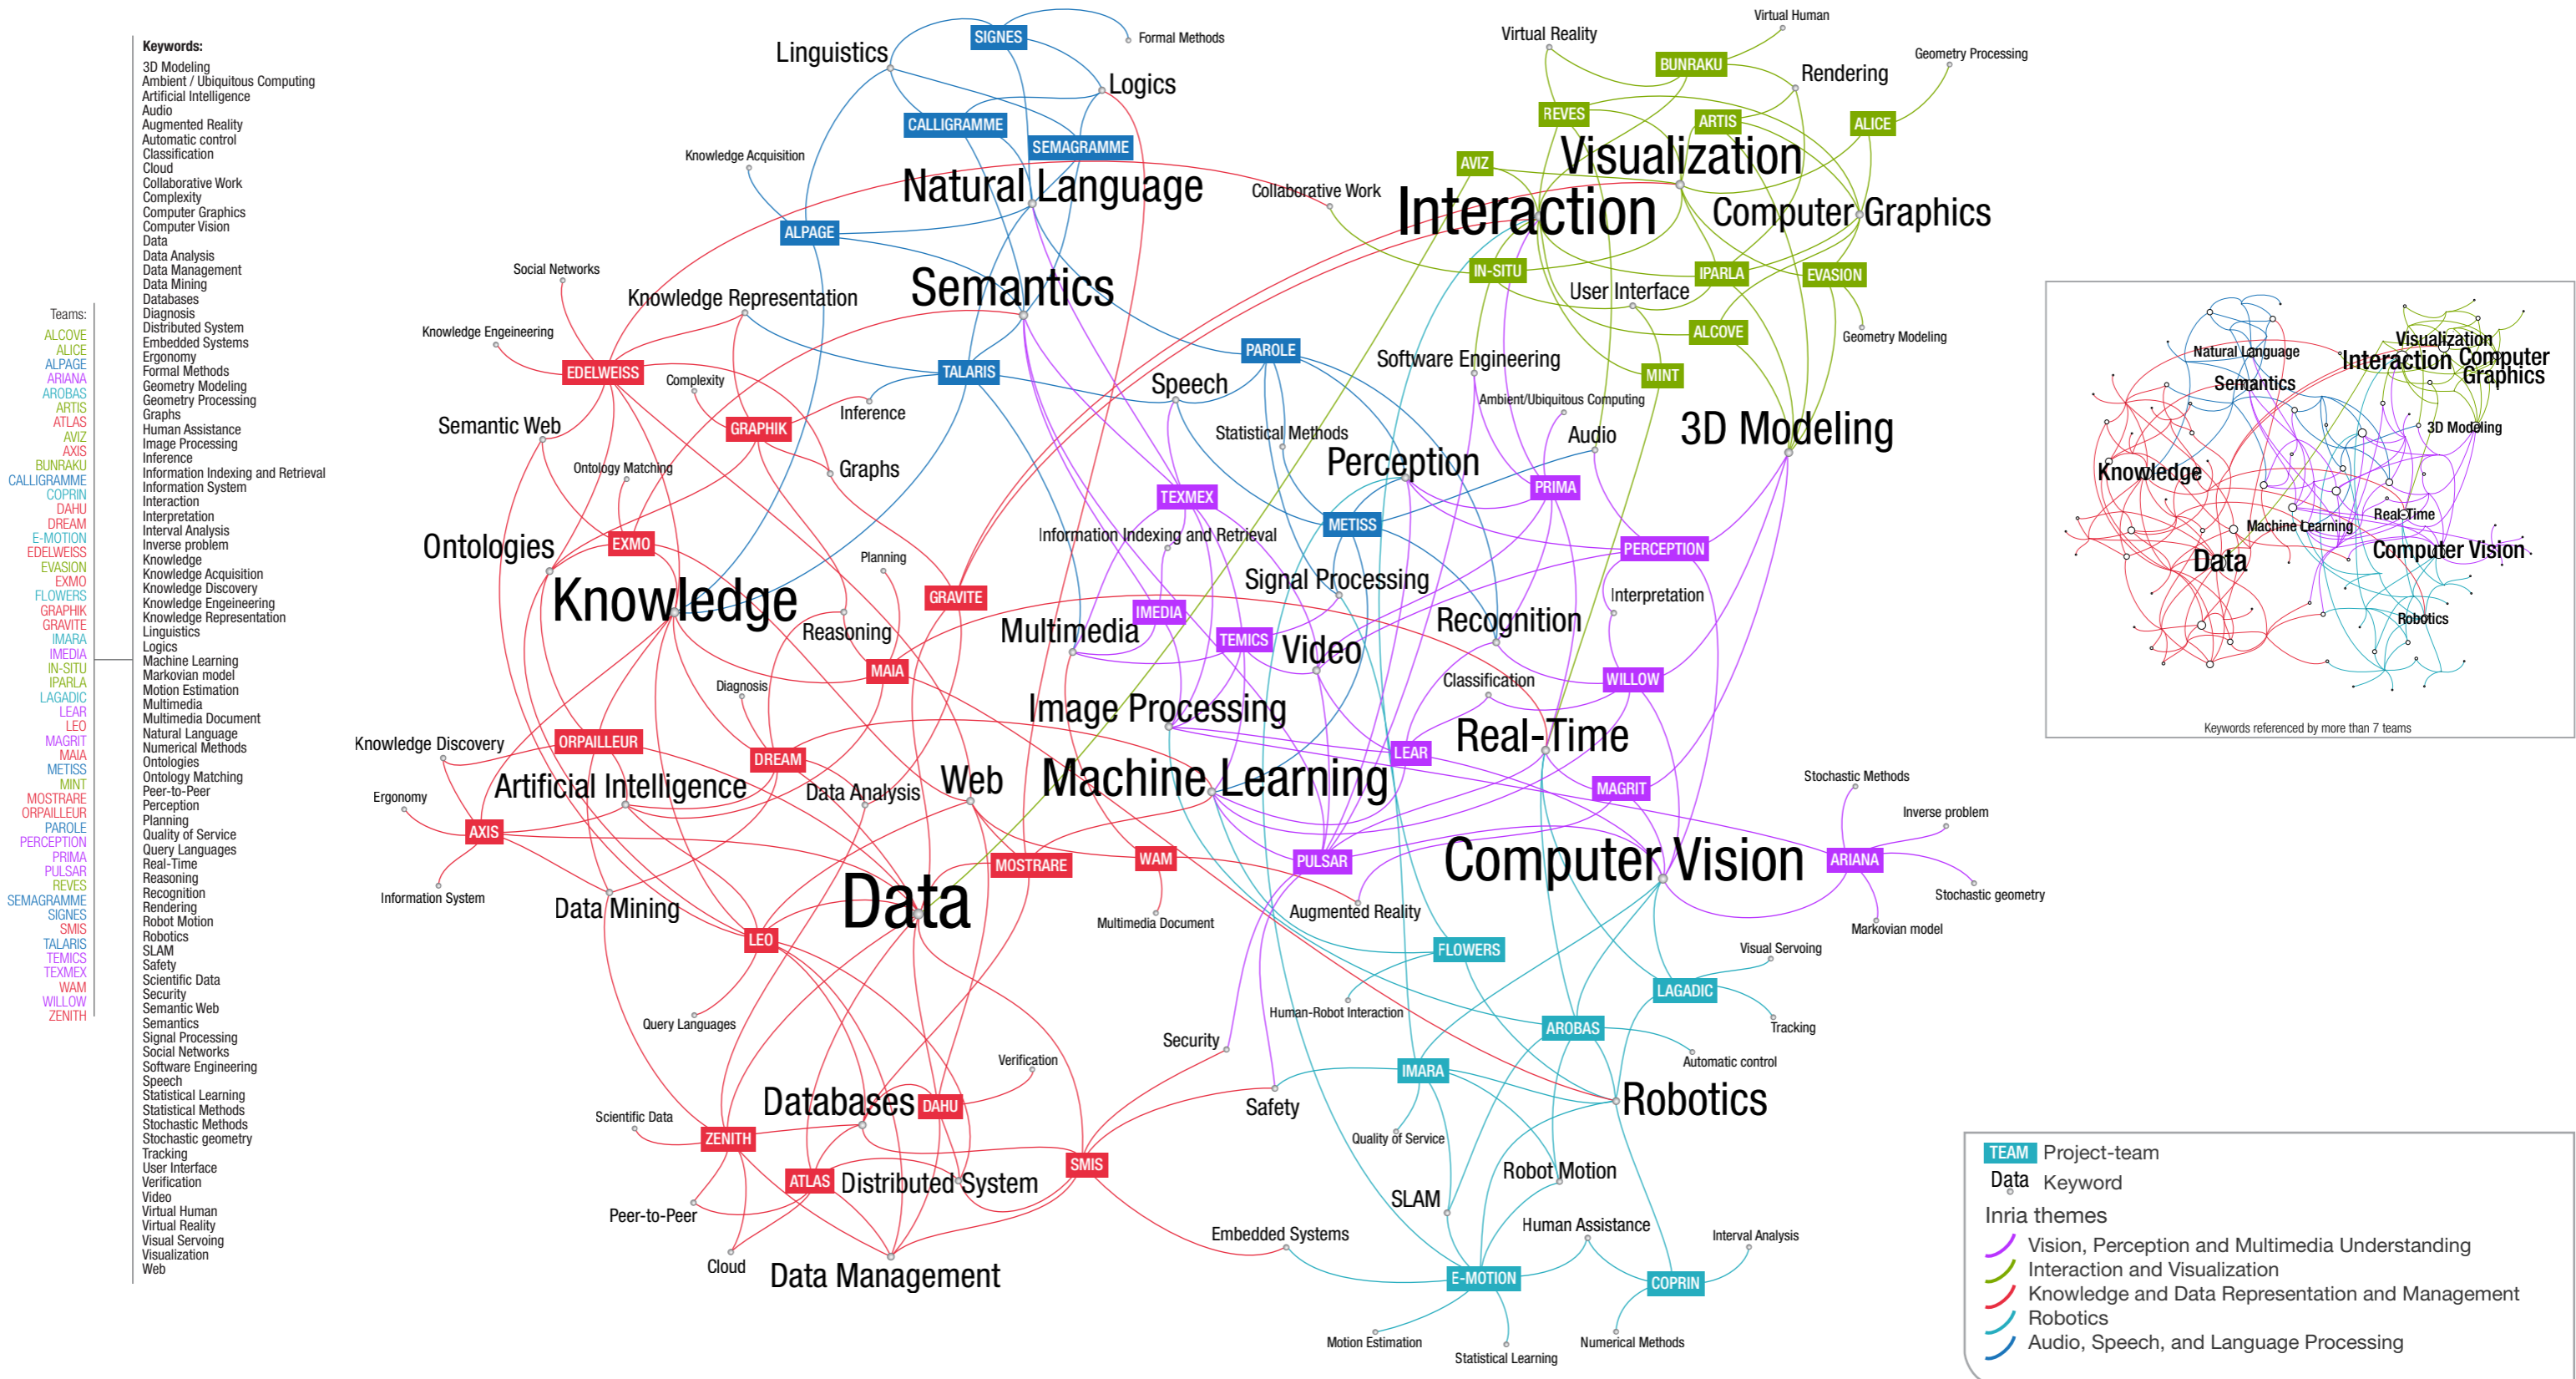 Keywords:
3D Modeling
Ambient / Ubiquitous Computing
Artificial Intelligence
Audio
Augmented Reality
Automatic control
Classification
Cloud
Collaborative Work
Complexity
Computer Graphics
Computer Vision
Data
Data Analysis
Data Management
Data Mining
Databases
Diagnosis
Distributed System
Embedded Systems
Ergonomy
Formal Methods
Geometry Modeling
Geometry Processing
Graphs
Human Assistance
Image Processing
Inference
Information Indexing and Retrieval
Information System
Interaction
Interpretation
Interval Analysis
Inverse problem
Knowledge
Knowledge Acquisition
Knowledge Discovery
Knowledge Engeineering
Knowledge Representation
Linguistics
Logics
Machine Learning
Markovian model
Motion Estimation
Multimedia
Multimedia Document
Natural Language
Numerical Methods
Ontologies
Ontology Matching
Peer-to-Peer
Perception
Planning
Quality of Service
Query Languages
Real-Time
Reasoning
Recognition
Rendering
Robot Motion
Robotics
SLAM
Safety
Scientific Data
Security
Semantic Web
Semantics
Signal Processing
Social Networks
Software Engineering
Speech
Statistical Learning
Statistical Methods
Stochastic Methods
Stochastic geometry
Tracking
User Interface
Verification
Video
Virtual Human
Virtual Reality
Visual Servoing
Visualization
Web
Teams:
ALCOVE
ALICE
ALPAGE
ARIANA
AROBAS
ARTIS
ATLAS
AVIZ
AXIS
BUNRAKU
CALLIGRAMME
COPRIN
DAHU
DREAM
E-MOTION
EDELWEISS
EVASION
EXMO
FLOWERS
GRAPHIK
GRAVITE
IMARA
IMEDIA
IN-SITU
IPARLA
LAGADIC
LEAR
LEO
MAGRIT
MAIA
METISS
MINT
MOSTRARE
ORPAILLEUR
PAROLE
PERCEPTION
PRIMA
PULSAR
REVES
SEMAGRAMME
SIGNES
SMIS
TALARIS
TEMICS
TEXMEX
WAM
WILLOW
ZENITH
SIGNES
Formal Methods
Linguistics
Logics
CALLIGRAMME
SEMAGRAMME
Knowledge Acquisition
Natural Language
ALPAGE
Social Networks
Semantics
Knowledge Representation
Knowledge Engeineering
EDELWEISS
TALARIS
Complexity
Inference
Semantic Web
GRAPHIK
Graphs
Ontology Matching
EXMO
Ontologies
Knowledge
Planning
GRAVITE
Reasoning
MAIA
Diagnosis
ORPAILLEUR
Knowledge Discovery
DREAM
Artificial Intelligence
Data Analysis
Web
Ergonomy
AXIS
Information System
Data Mining
Data
MOSTRARE
WAM
Multimedia Document
LEO
Query Languages
Verification
Databases
DAHU
Scientific Data
ZENITH
ATLAS
Distributed System
SMIS
Peer-to-Peer
Cloud
Data Management
Virtual Human
Virtual Reality
BUNRAKU
Geometry Processing
Rendering
REVES
ARTIS
ALICE
AVIZ
Visualization
Collaborative Work
Interaction
Computer Graphics
IN-SITU
IPARLA
EVASION
User Interface
ALCOVE
Geometry Modeling
PAROLE
Software Engineering
MINT
Speech
Ambient/Ubiquitous Computing
Statistical Methods
Audio
3D Modeling
Perception
TEXMEX
PRIMA
METISS
Information Indexing and Retrieval
PERCEPTION
Signal Processing
Interpretation
IMEDIA
Recognition
Multimedia
TEMICS
Video
WILLOW
Classification
Image Processing
Real-Time
LEAR
Machine Learning
MAGRIT
Stochastic Methods
Inverse problem
PULSAR
Computer Vision
ARIANA
Stochastic geometry
Augmented Reality
Markovian model
FLOWERS
Visual Servoing
LAGADIC
Human-Robot Interaction
Tracking
AROBAS
Security
Automatic control
IMARA
Robotics
Safety
Quality of Service
Robot Motion
SLAM
Human Assistance
Embedded Systems
Interval Analysis
E-MOTION
COPRIN
Motion Estimation
Numerical Methods
Statistical Learning
Visualization
Natural Language
Interaction
Computer
Graphics
Semantics
3D Modeling
Knowledge
Real-Time
Machine Learning
Computer Vision
Data
Robotics
Keywords referenced by more than 7 teams
TEAM Project-team
Data Keyword
Inria themes
Vision, Perception and Multimedia Understanding
Interaction and Visualization
Knowledge and Data Representation and Management
Robotics
Audio, Speech, and Language Processing